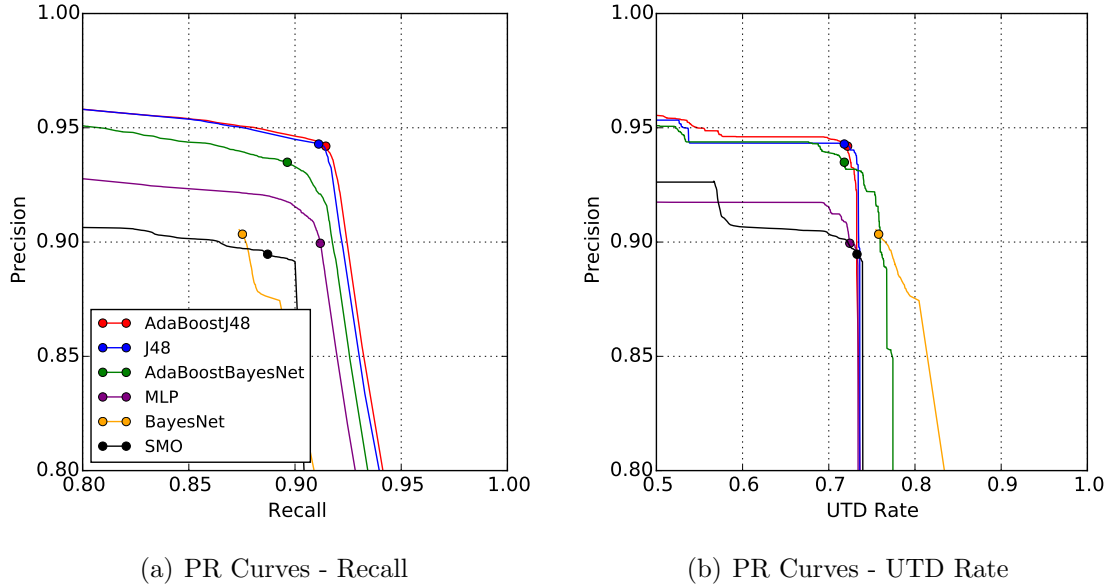 1.00
0.95
0.90
0.85
0.80
Precision
0.80
0.85
0.90
0.95
1.00
Recall
AdaBoostJ48
J48
AdaBoostBayesNet
MLP
BayesNet
SMO
(a) PR Curves - Recall
1.00
0.95
0.90
0.85
0.80
Precision
0.5
0.6
0.7
0.8
0.9
1.0
UTD Rate
(b) PR Curves - UTD Rate